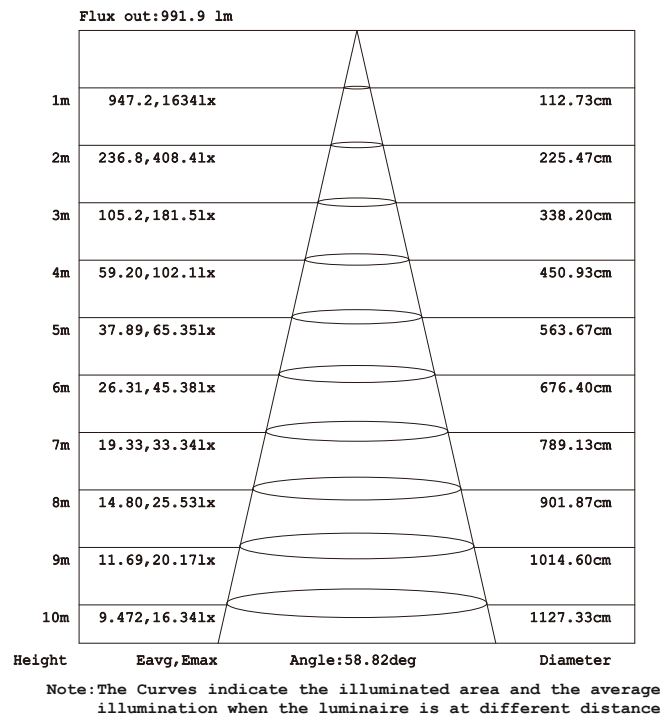 Flux out:991.9 lm
1m 947.2,1634lx 112.73cm
2m 236.8,408.4lx 225.47cm
3m 105.2,181.5lx 338.20cm
4m 59.20,102.1lx 450.93cm
5m 37.89,65.35lx 563.67cm
6m 26.31,45.38lx 676.40cm
7m 19.33,33.34lx 789.13cm
8m 14.80,25.53lx 901.87cm
9m 11.69,20.17lx 1014.60cm
10m 9.472,16.34lx 1127.33cm
Height Eavg,Emax Angle:58.82deg Diameter
Note:The Curves indicate the illuminated area and the average
illumination when the luminaire is at different distance